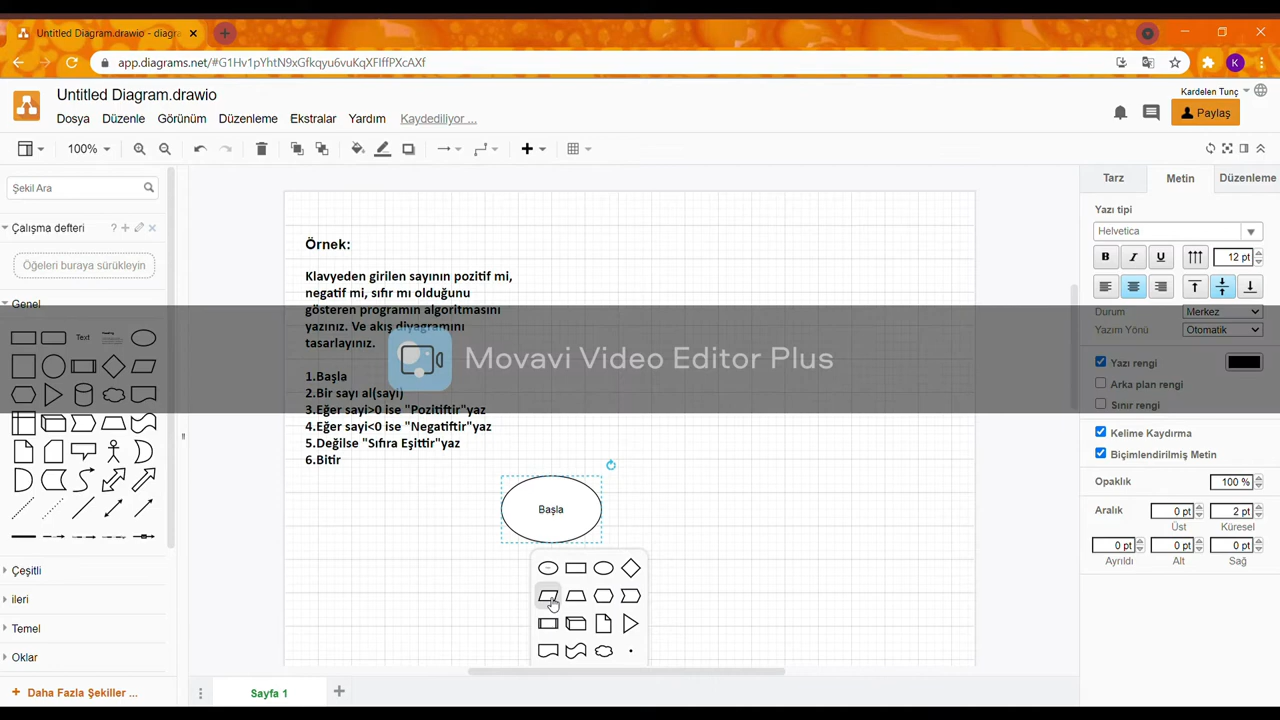 Untitled Diagram.drawio - diagra
app.diagrams.net/#G1Hv1pYhtN9xGfkqyu6vuKqXFIffPXcAXf
K
Untitled Diagram.drawio
Kardelen Tunç
Dosya Düzenle Görünüm Düzenleme Ekstralar Yardım Kaydediliyor ...
Paylaş
100%
Şekil Ara
Tarz Metin Düzenleme
Çalışma defteri
Öğeleri buraya sürükleyin
Genel
Text
Çeşitli
ileri
Temel
Oklar
+ Daha Fazla Şekiller ...
Örnek:
Klavyeden girilen sayının pozitif mi,
negatif mi, sıfır mı olduğunu
gösteren programın algoritmasını
yazınız. Ve akış diyagramını
tasarlayınız.
1.Başla
2.Bir sayı al(sayı)
3.Eğer sayi>0 ise "Pozitiftir"yaz
4.Eğer sayi<0 ise "Negatiftir"yaz
5.Değilse "Sıfıra Eşittir"yaz
6.Bitir
Movavi Video Editor Plus
Başla
Yazı tipi
Helvetica
B I U 12 pt
Durum Merkez
Yazım Yönü Otomatik
Yazı rengi
Arka plan rengi
Sınır rengi
Kelime Kaydırma
Biçimlendirilmiş Metin
Opaklık 100 %
Aralık 0 pt 2 pt
Üst Küresel
0 pt 0 pt 0 pt
Ayrıldı Alt Sağ
Sayfa 1